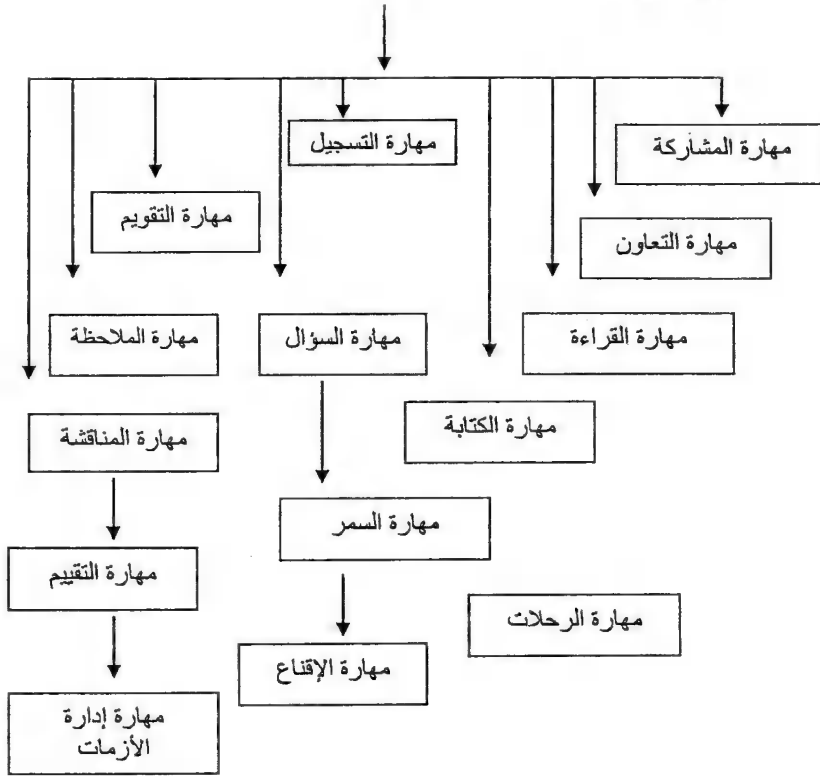 مهارة التسجيل
مهارة المشاركة
مهارة التقويم
مهارة التعاون
مهارة القراءة
مهارة السؤال
مهارة الملاحظة
مهارة الكتابة
مهارة المناقشة
مهارة السمر
مهارة التقييم
مهارة الرحلات
مهارة الإقناع
مهارة إدارة
الأزمات